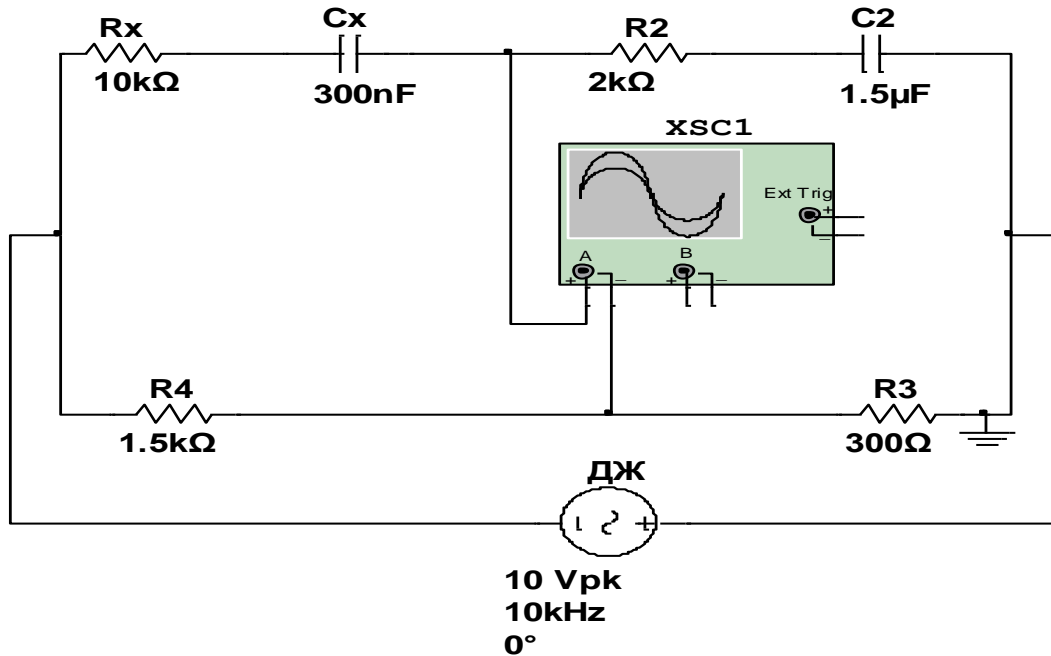 Rx
Cx
R2
C2
10kΩ
300nF
2kΩ
1.5µF
XSC1
Ext Trig
+
_
A
B
+
_
+
_
R4
R3
1.5kΩ
300Ω
ДЖ
10 Vpk
10kHz
0°